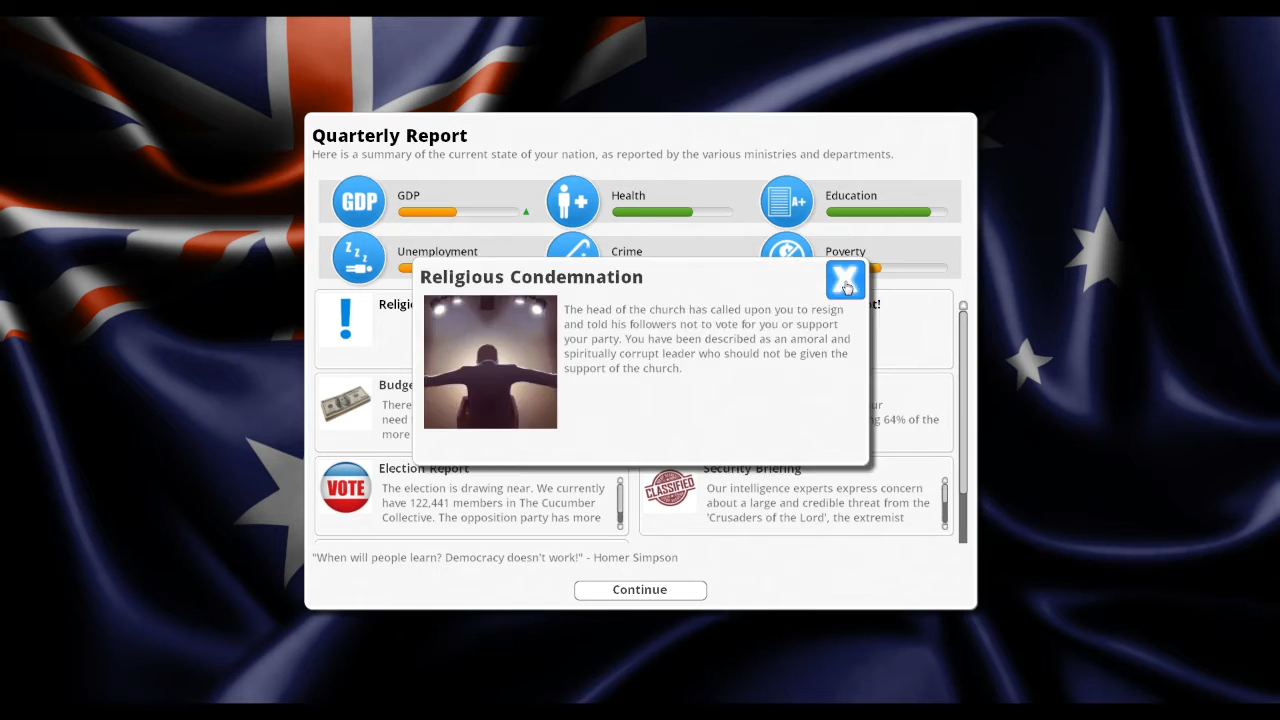 Quarterly Report
Here is a summary of the current state of your nation, as reported by the various ministries and departments.
GDP
GDP
Health
A+
Education
Z Z Z
Unemployment
Crime
Poverty
Religious Condemnation
X
The head of the church has called upon you to resign
and told his followers not to vote for you or support
your party. You have been described as an amoral and
spiritually corrupt leader who should not be given the
support of the church.
!
Religi
t!
Budge
There
need
more
ur
g 64% of the
VOTE
Election Report
The election is drawing near. We currently
have 122,441 members in The Cucumber
Collective. The opposition party has more
CLASSIFIED
Security Briefing
Our intelligence experts express concern
about a large and credible threat from the
'Crusaders of the Lord', the extremist
"When will people learn? Democracy doesn't work!" - Homer Simpson
Continue